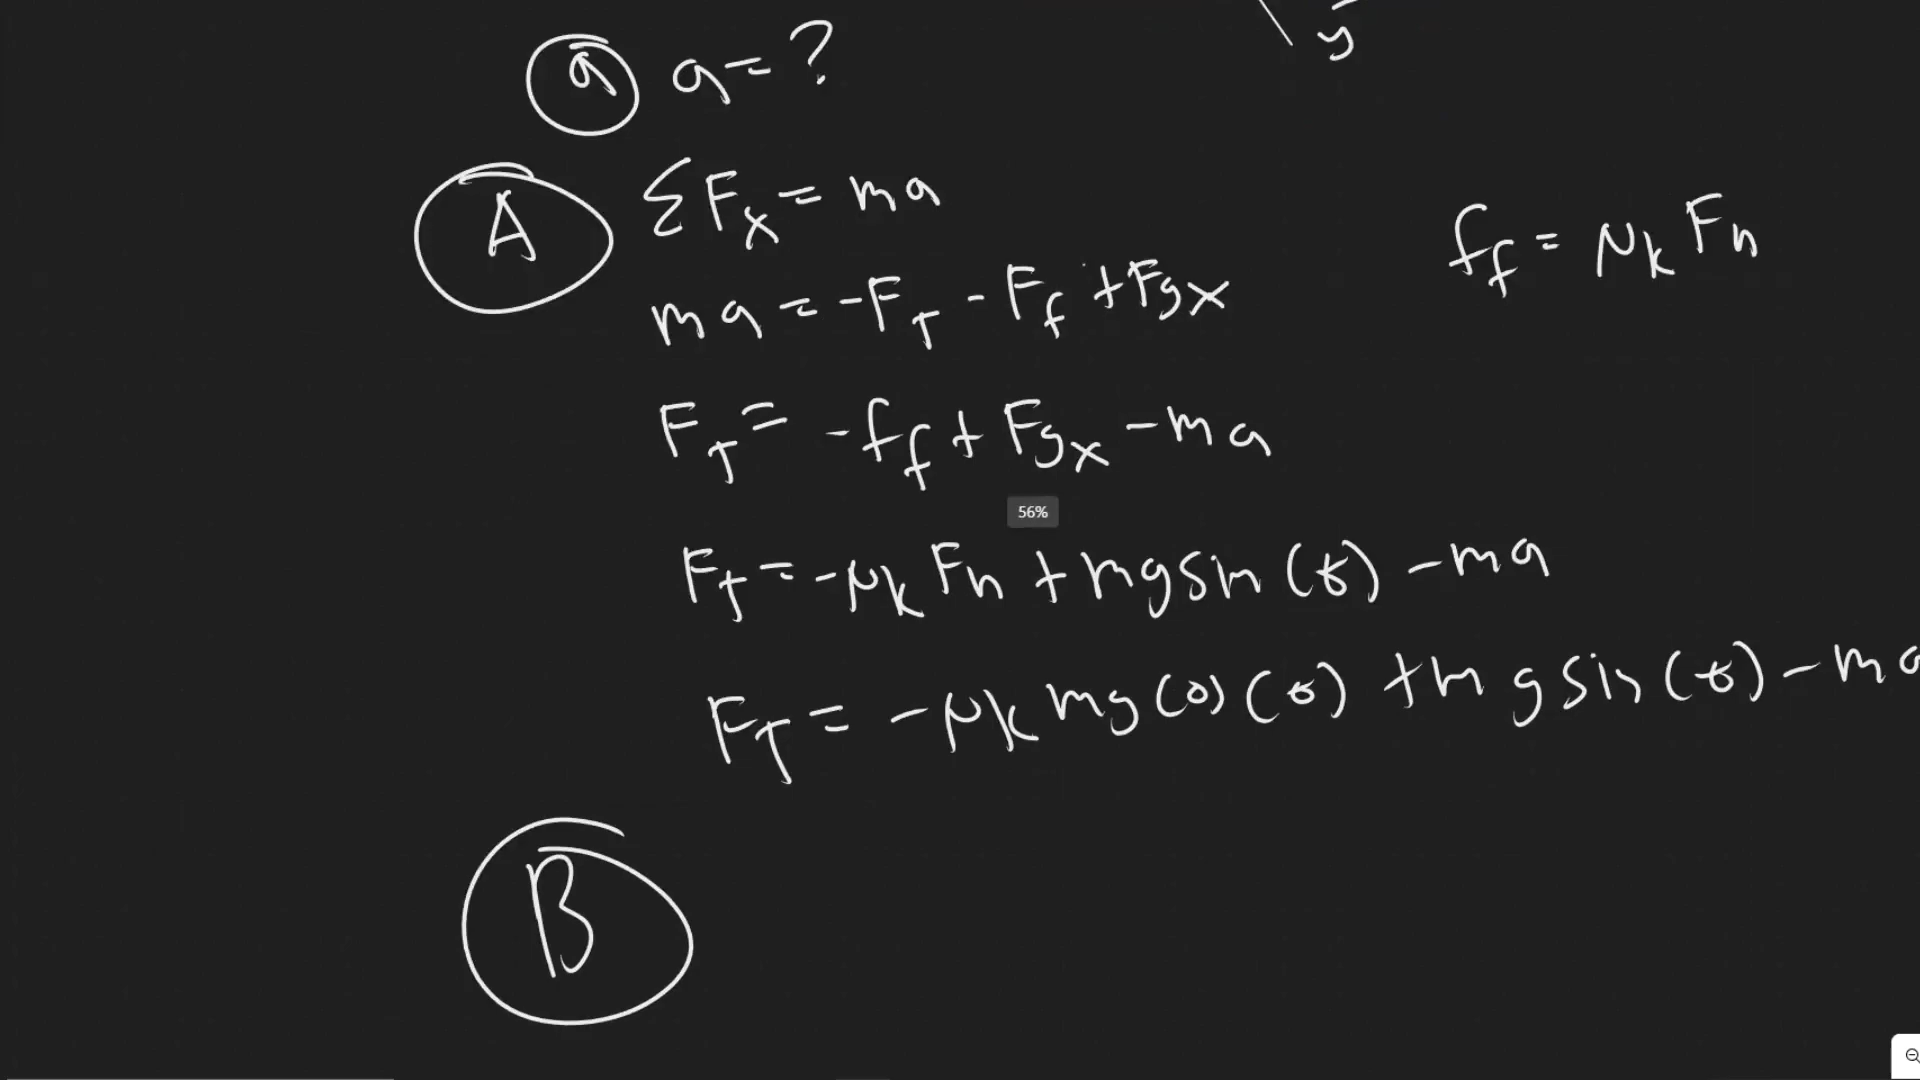 y
a a = ?
A ΣFx = ma
ma = -FT - Ff + Fgx
ff = μk Fn
FT = -ff + Fgx - ma
56%
FT = -μk Fn + mg sin (θ) - ma
FT = -μk mg cos (θ) + mg sin (θ) - ma
B